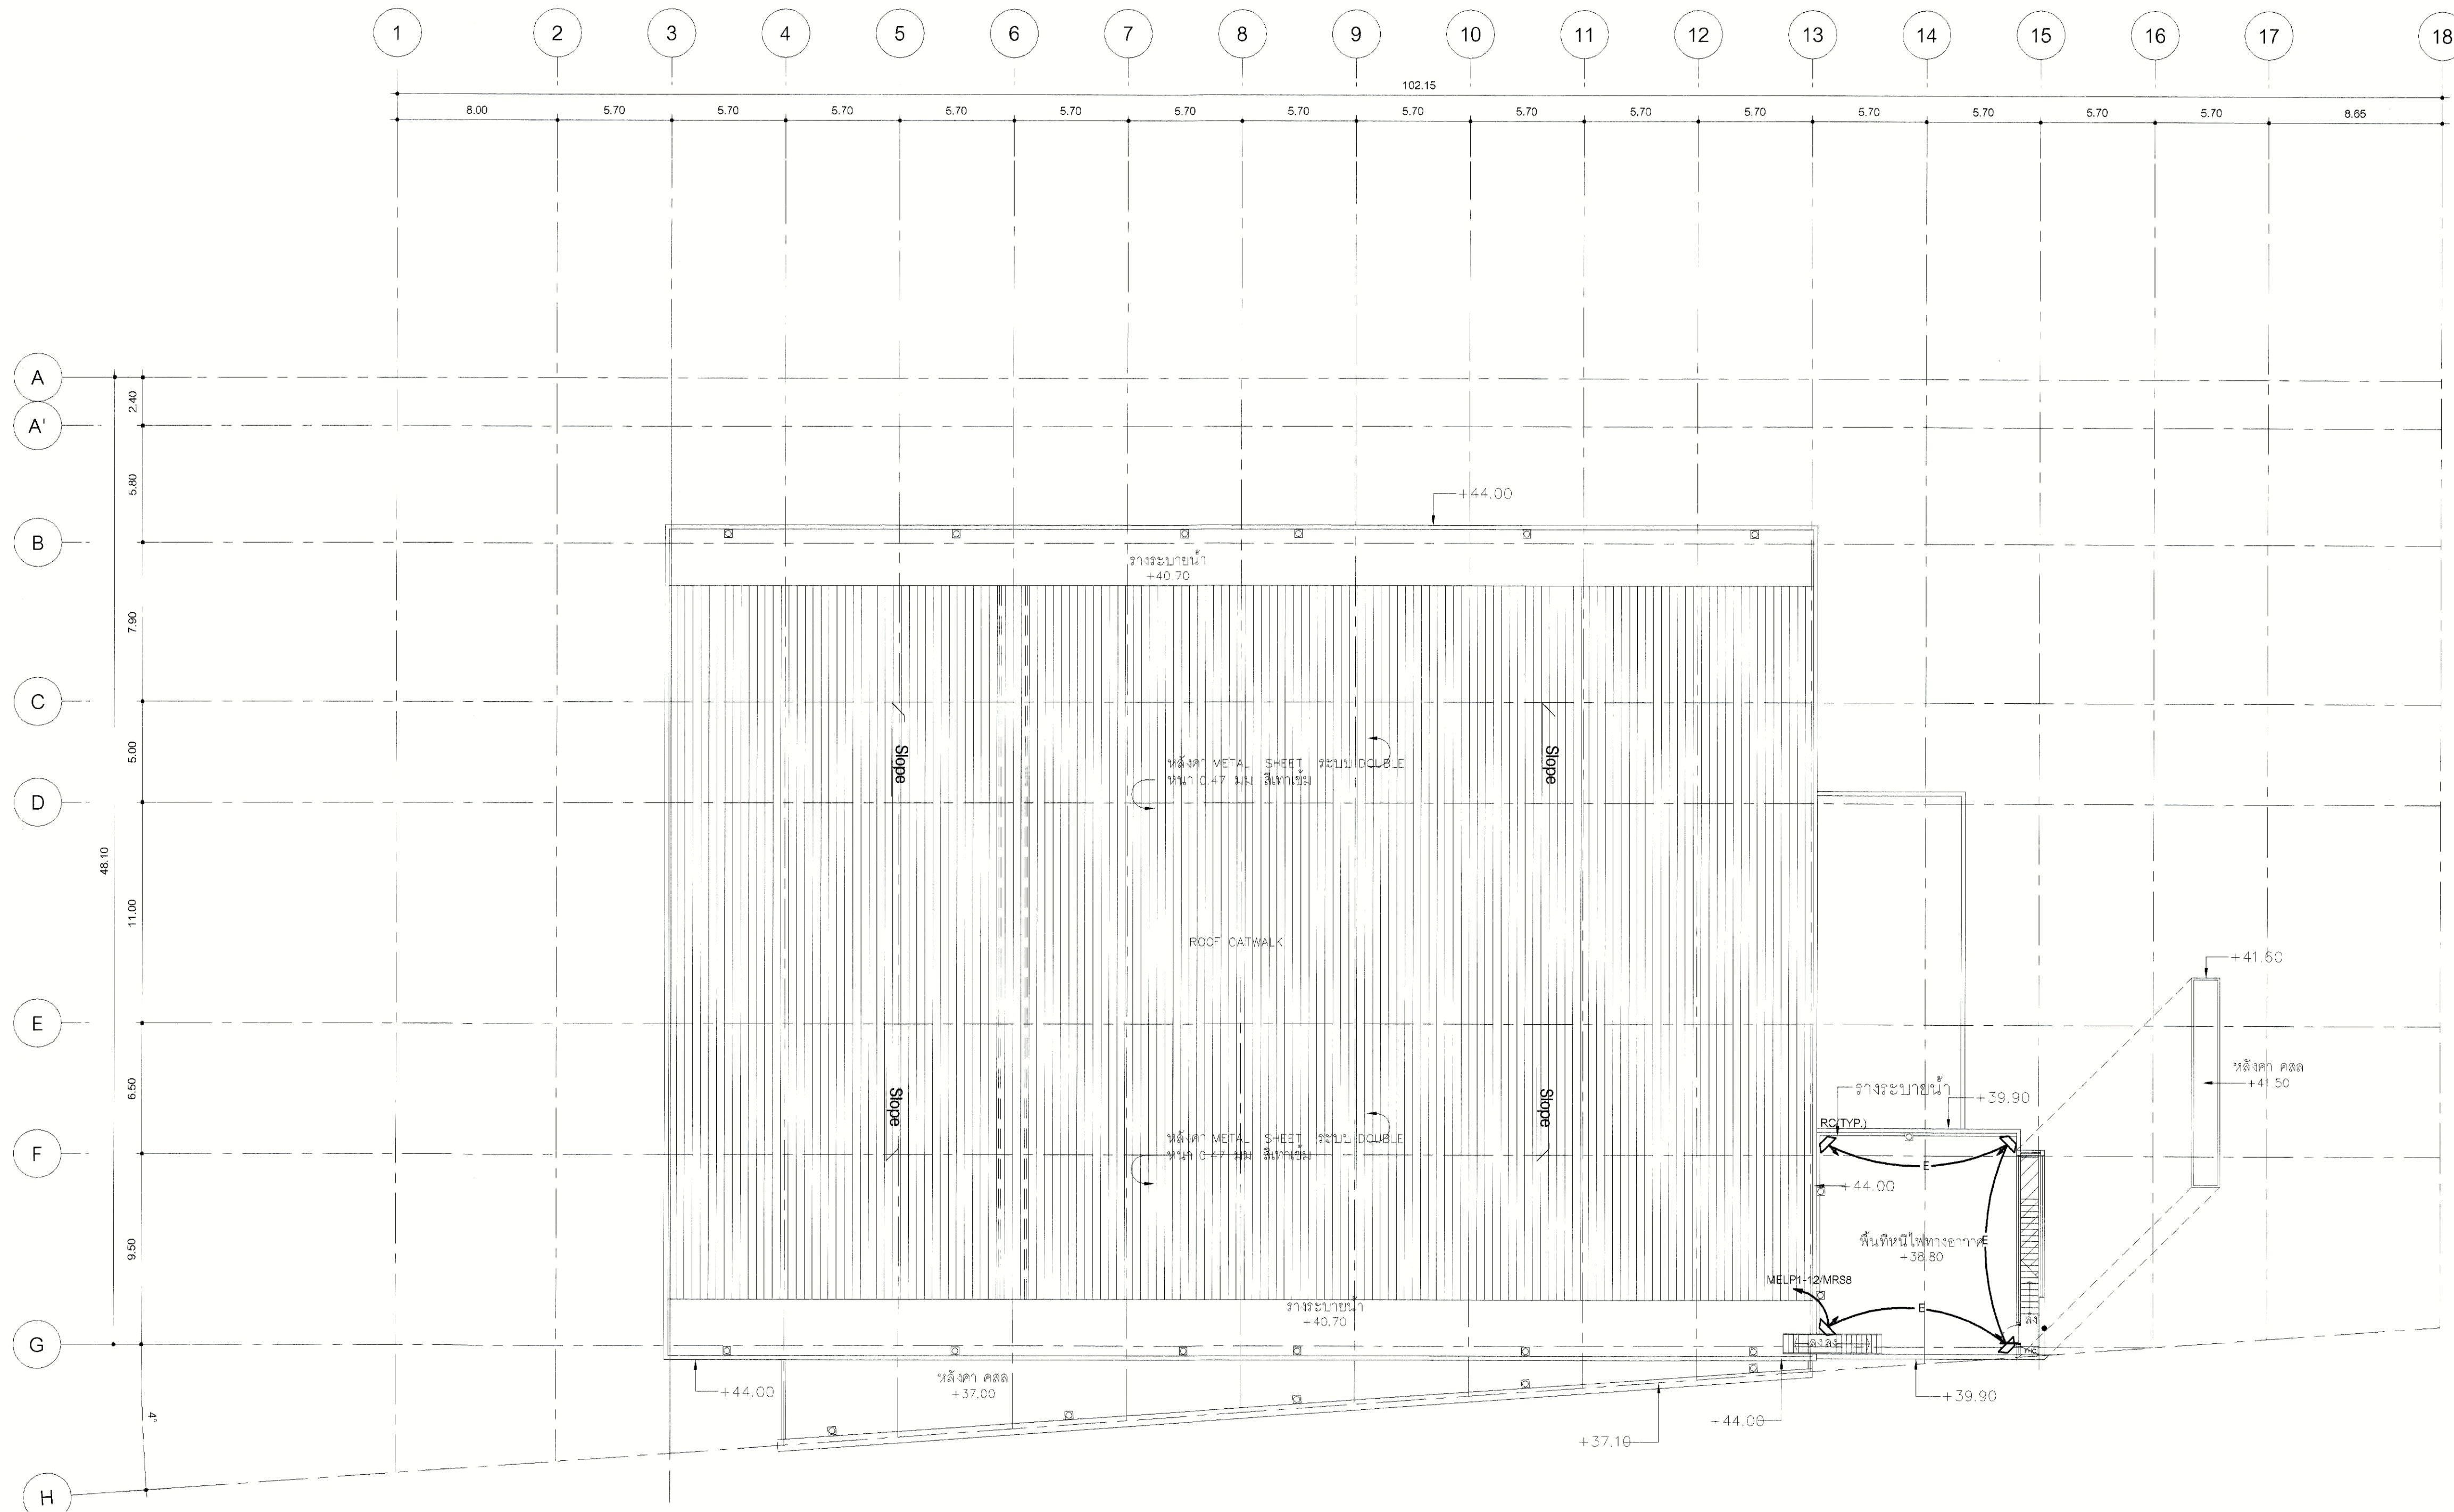 1 2 3 4 5 6 7 8 9 10 11 12 13 14 15 16 17 18
102.15
8.00 5.70 5.70 5.70 5.70 5.70 5.70 5.70 5.70 5.70 5.70 5.70 5.70 5.70 5.70 5.70 8.65
A
2.40
A'
5.80
+44.00
B
รางระบายน้ำ
+40.70
7.90
C
5.00
Slope
Slope
หลังคา METAL SHEET ระบบ DOUBLE
หนา 0.47 มม สีเทาเข้ม
D
48.10
11.00
ROOF CATWALK
+41.60
E
6.50
Slope
Slope
หลังคา คสล
+41.50
รางระบายน้ำ
+39.90
RC(TYP.)
หลังคา METAL SHEET ระบบ DOUBLE
หนา 0.47 มม สีเทาเข้ม
F
E
+44.00
9.50
พื้นที่หนีไฟทางอากาศ
E
+38.80
MELP1-12/MRS8
รางระบายน้ำ
+40.70
E
G
หลังคา คสล
+37.00
+44.00
+39.90
+44.00
+37.10
4°
H